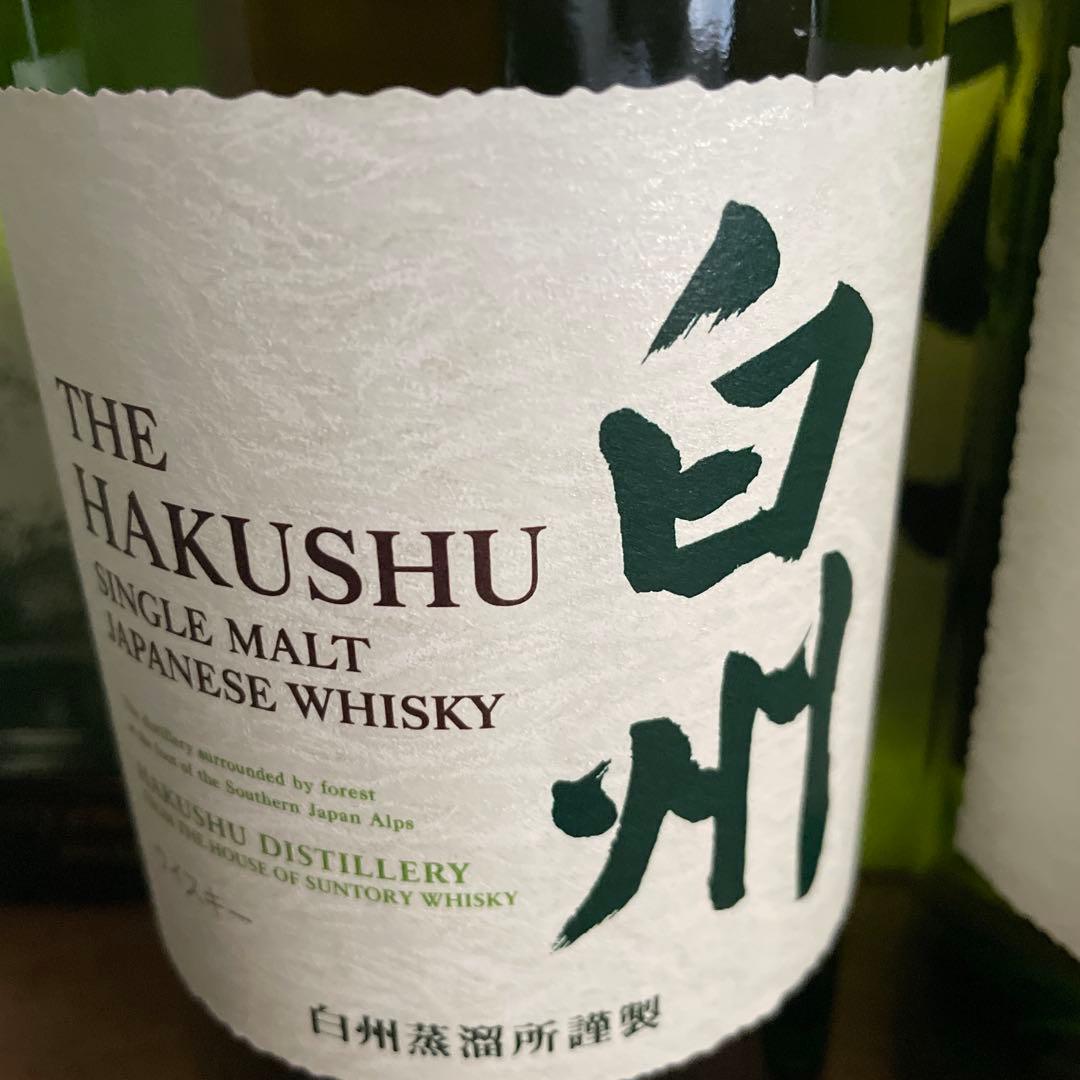 白州
THE
HAKUSHU
SINGLE MALT
JAPANESE WHISKY
distillery surrounded by forest
at the foot of the Southern Japan Alps
HAKUSHU DISTILLERY
THE HOUSE OF SUNTORY WHISKY
ウイスキー
白州蒸溜所謹製